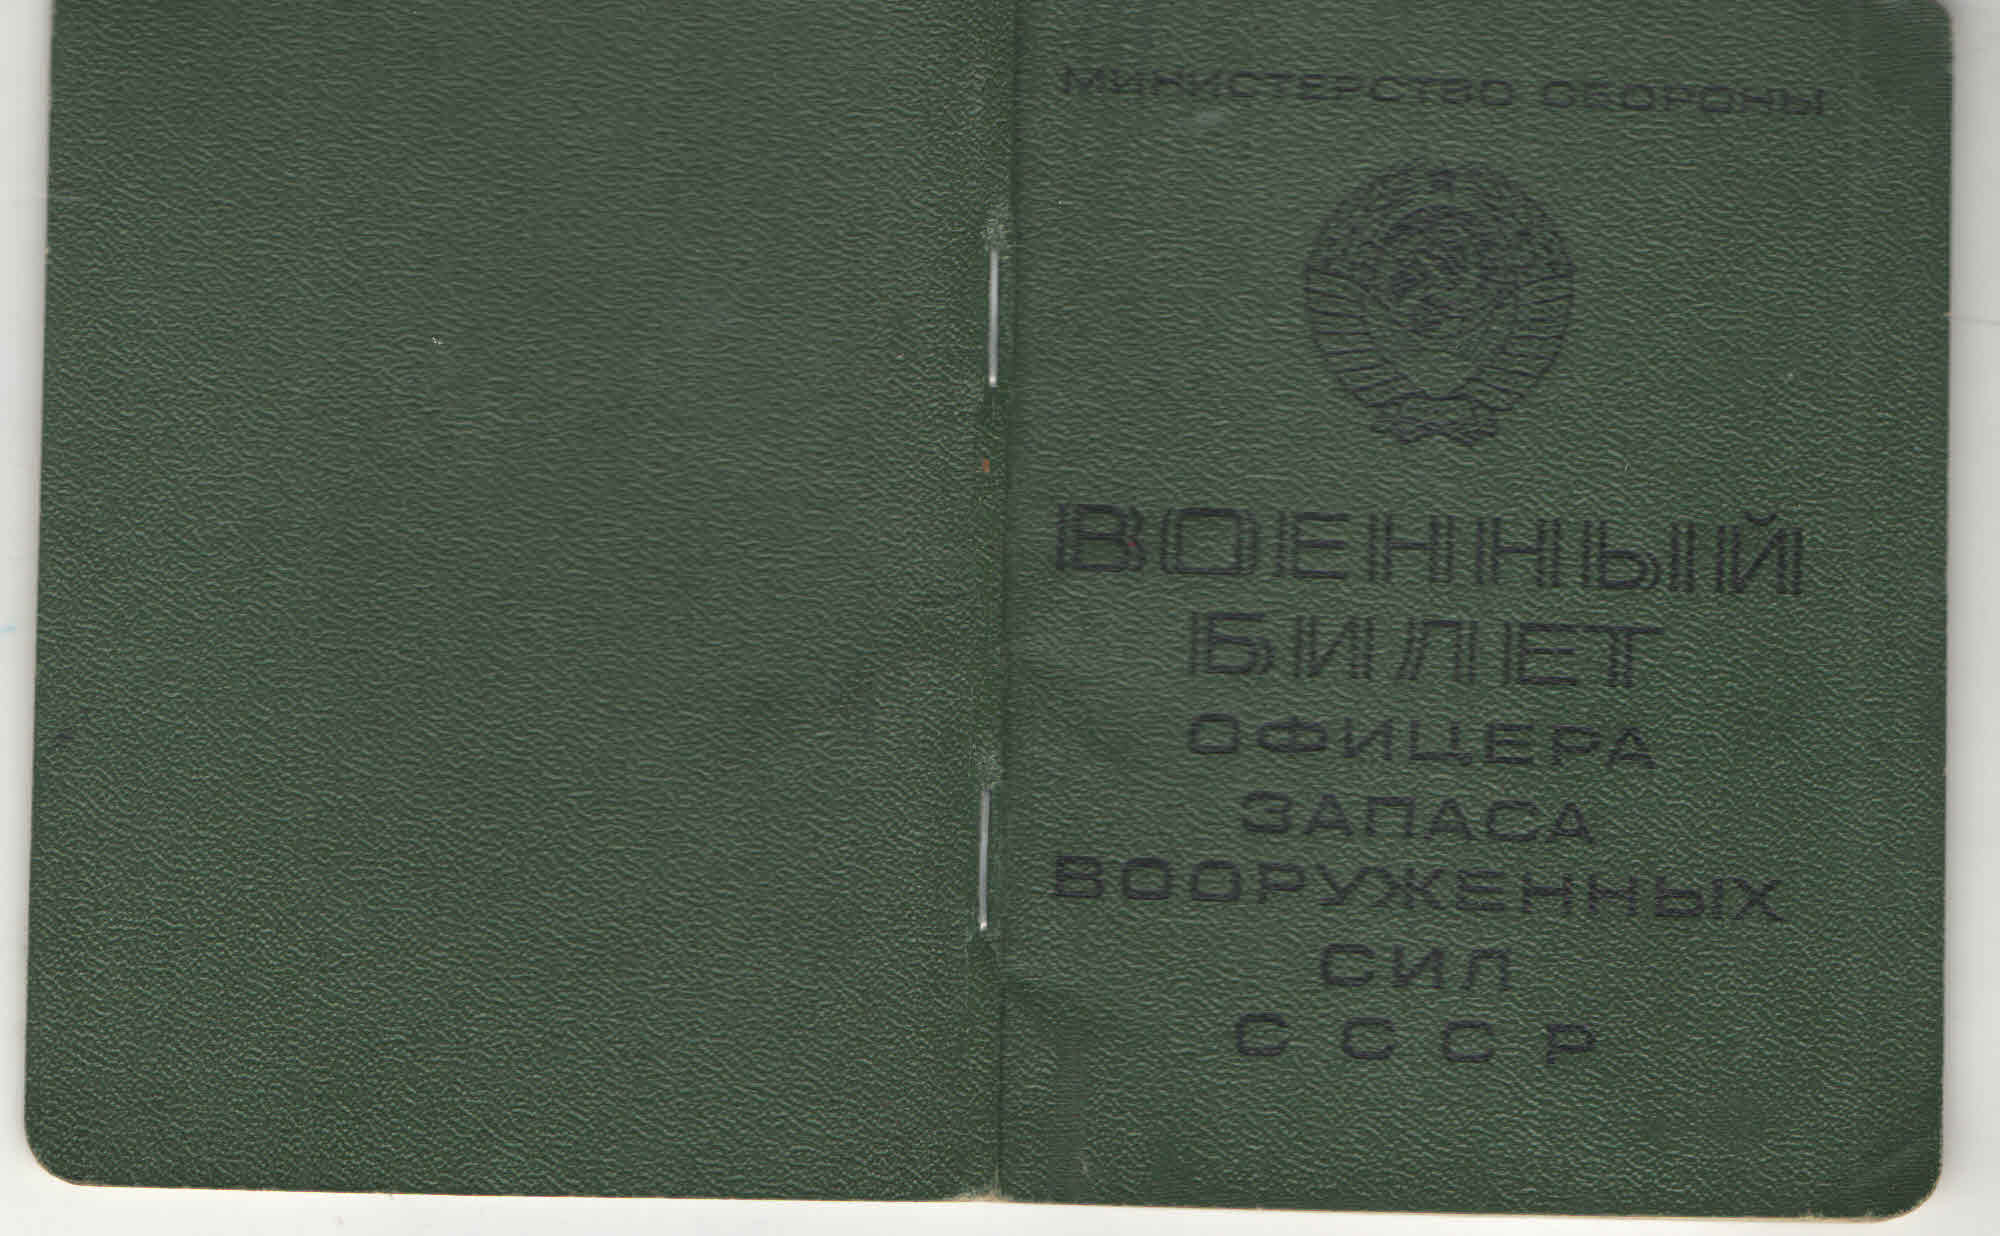 МИНИСТЕРСТВО ОБОРОНЫ
ВОЕННЫЙ
БИЛЕТ
ОФИЦЕРА
ЗАПАСА
ВООРУЖЕННЫХ
СИЛ
СССР